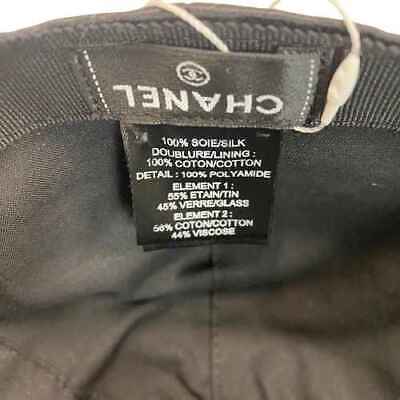 CHANEL
100% SOIE/SILK
DOUBLURE/LINING :
100% COTON/COTTON
DETAIL : 100% POLYAMIDE
ELEMENT 1 :
55% ETAIN/TIN
45% VERRE/GLASS
ELEMENT 2 :
56% COTON/COTTON
44% VISCOSE